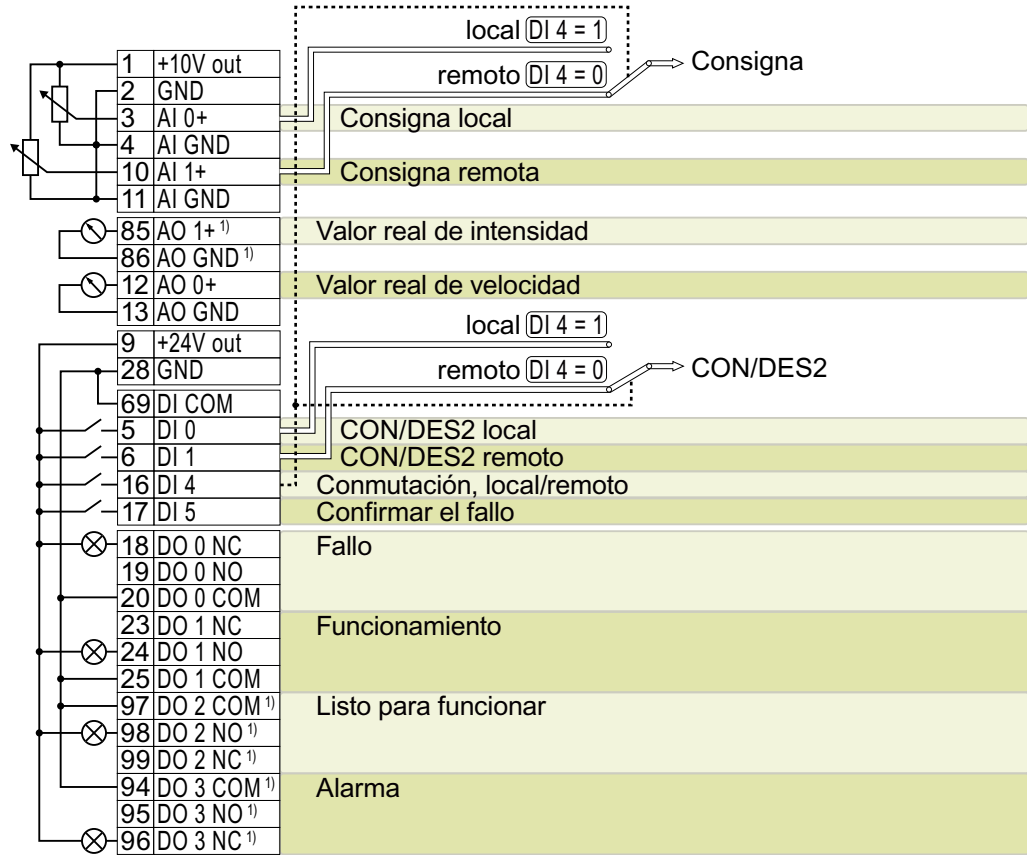 local DI 4 = 1
1 +10V out
remoto DI 4 = 0
Consigna
2 GND
3 AI 0+ Consigna local
4 AI GND
10 AI 1+ Consigna remota
11 AI GND
85 AO 1+ 1) Valor real de intensidad
86 AO GND 1)
12 AO 0+ Valor real de velocidad
13 AO GND
local DI 4 = 1
9 +24V out
28 GND
remoto DI 4 = 0
CON/DES2
69 DI COM
5 DI 0 CON/DES2 local
6 DI 1 CON/DES2 remoto
16 DI 4 Conmutación, local/remoto
17 DI 5 Confirmar el fallo
18 DO 0 NC Fallo
19 DO 0 NO
20 DO 0 COM
23 DO 1 NC Funcionamiento
24 DO 1 NO
25 DO 1 COM
97 DO 2 COM 1) Listo para funcionar
98 DO 2 NO 1)
99 DO 2 NC 1)
94 DO 3 COM 1) Alarma
95 DO 3 NO 1)
96 DO 3 NC 1)